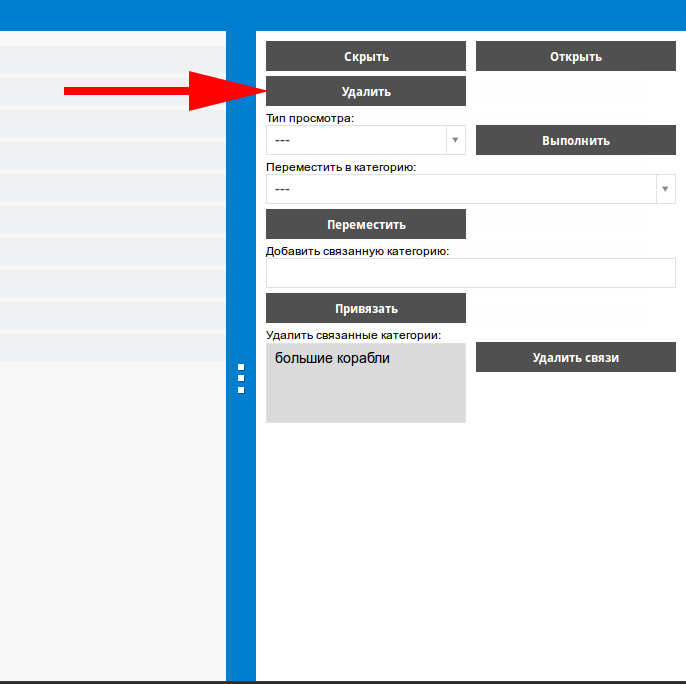 Скрыть
Открыть
Удалить
Тип просмотра:
---
Выполнить
Переместить в категорию:
---
Переместить
Добавить связанную категорию:
Привязать
Удалить связанные категории:
большие корабли
Удалить связи